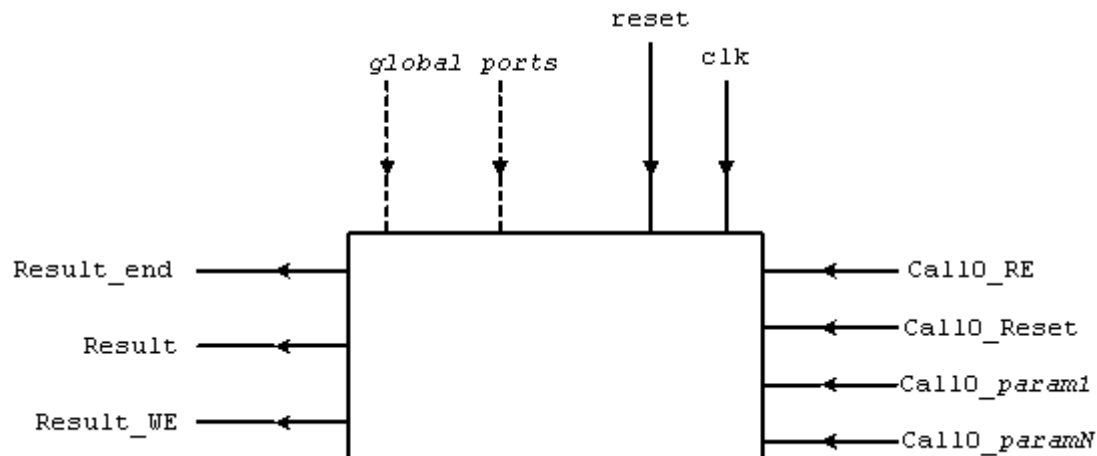 reset
global ports
clk
Result_end
Call0_RE
Call0_Reset
Result
Call0_param1
Result_WE
Call0_paramN